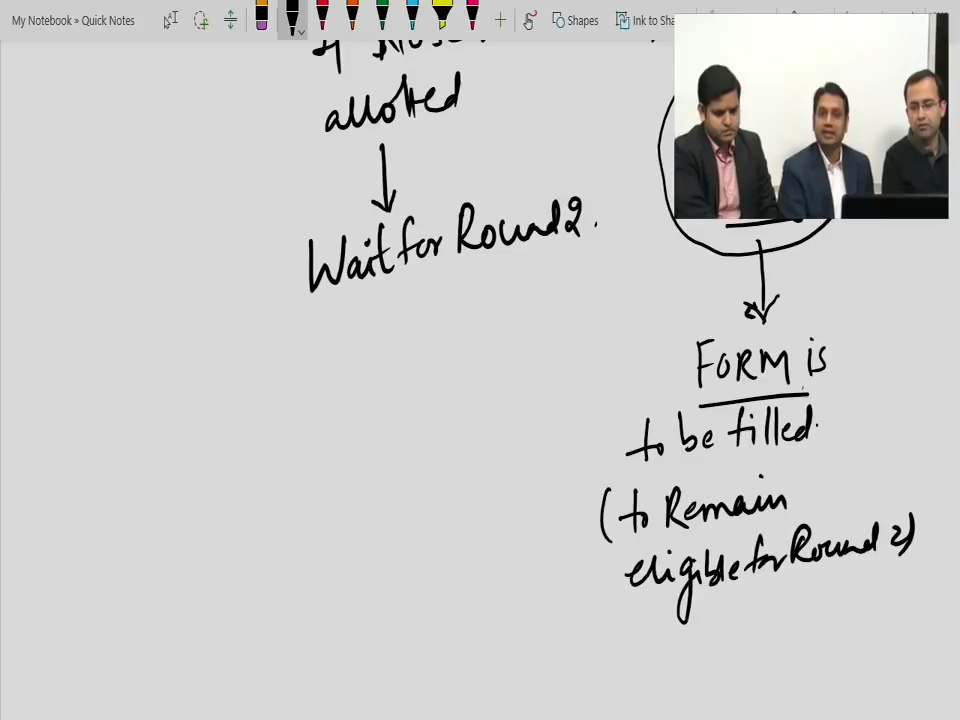 My Notebook » Quick Notes
Shapes
Ink to Sha
If
allotted
Wait for Round 2.
FORM is
to be filled.
(to Remain
eligible for Round 2)